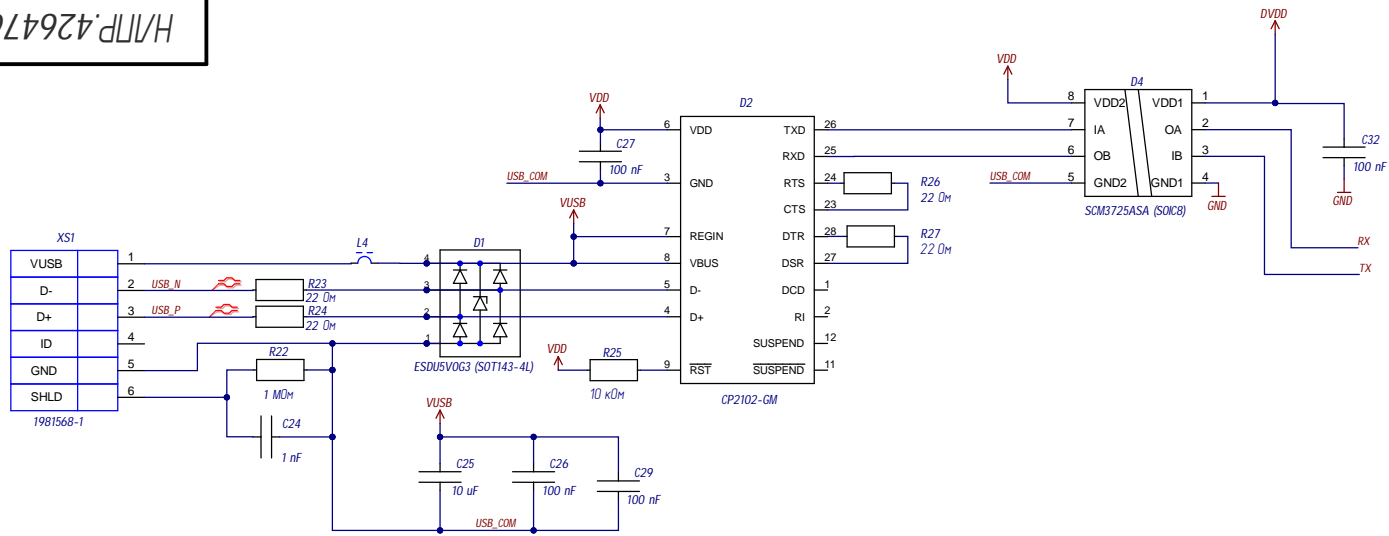 НЛПР.42647
DVDD
VDD
D4
VDD
D2
8 VDD2 VDD1 1
6 VDD TXD 26
7 IA OA 2
C27
100 nF
C32
100 nF
RXD 25
6 OB IB 3
USB_COM
3 GND
RTS 24
R26
22 Ом
USB_COM
5 GND2 GND1 4
GND
GND
VUSB
CTS 23
SCM3725ASA (SOIC8)
XS1
L4
D1
7 REGIN DTR 28
R27
22 Ом
RX
VUSB 1
4
8 VBUS DSR 27
TX
D- 2
USB_N
R23
22 Ом
3
5 D- DCD 1
D+ 3
USB_P
R24
22 Ом
2
4 D+ RI 2
ID 4
1
SUSPEND 12
GND 5
R22
1 МОм
ESDU5V0G3 (SOT143-4L)
VDD
R25
10 кОм
9 RST SUSPEND 11
SHLD 6
CP2102-GM
1981568-1
C24
1 nF
VUSB
C25
10 uF
C26
100 nF
C29
100 nF
USB_COM